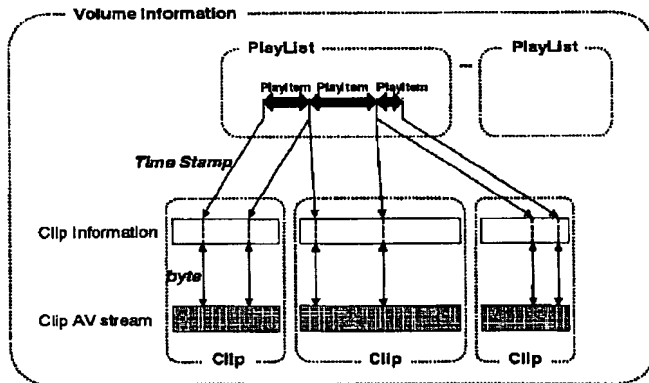 Volume Information
PlayList
PlayList
PlayItem PlayItem PlayItem
Time Stamp
Clip Information
byte
Clip AV stream
Clip
Clip
Clip